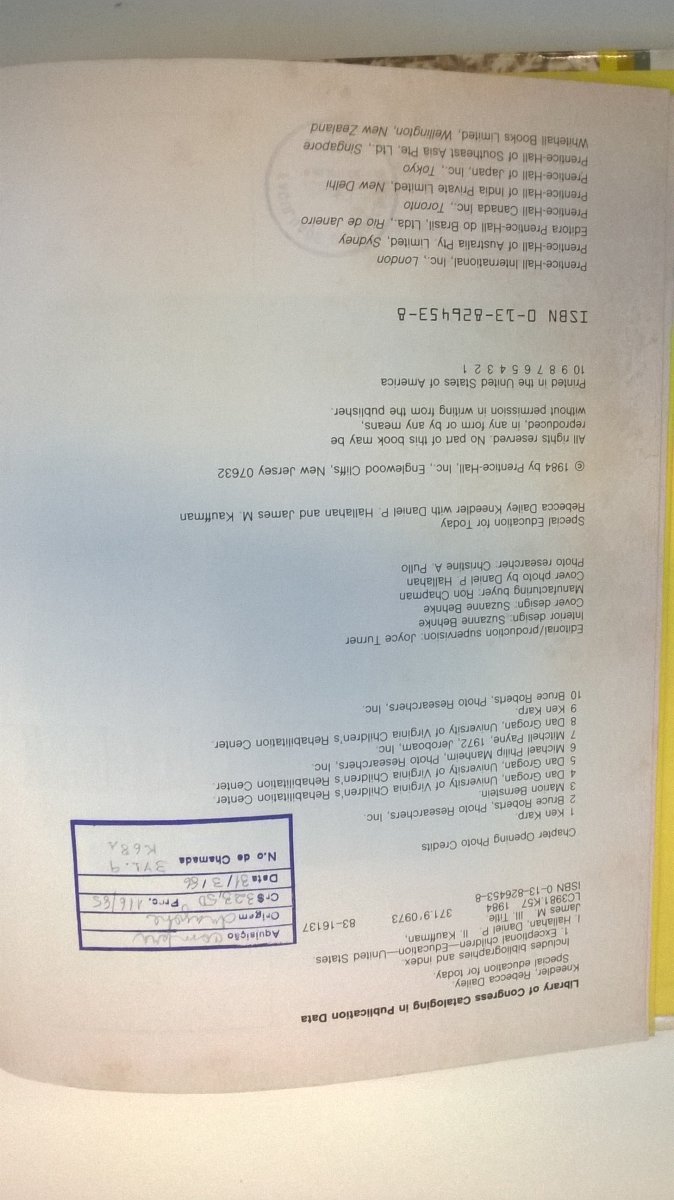 Library of Congress Cataloging in Publication Data
Kneedler, Rebecca Dailey.
Special education for today.
Includes bibliographies and index.
1. Exceptional children—Education—United States.
I. Hallahan, Daniel P. II. Kauffman,
James M. III. Title.
LC3981.K57 1984 371.9'0973 83-16137
ISBN 0-13-826453-8
Aquisição compra
Origem
Cr$ Prrc. 116/85
Data 31/3/86
N.o de Chamada 371.9
Chapter Opening Photo Credits
1 Ken Karp.
2 Bruce Roberts, Photo Researchers, Inc.
3 Marion Bernstein.
4 Dan Grogan, University of Virginia Children's Rehabilitation Center.
5 Dan Grogan, University of Virginia Children's Rehabilitation Center.
6 Michael Philip Manheim, Photo Researchers, Inc.
7 Mitchell Payne, 1972, Jeroboam, Inc.
8 Dan Grogan, University of Virginia Children's Rehabilitation Center.
9 Ken Karp.
10 Bruce Roberts, Photo Researchers, Inc.
Editorial/production supervision: Joyce Turner
Interior design: Suzanne Behnke
Cover design: Suzanne Behnke
Manufacturing buyer: Ron Chapman
Cover photo by Daniel P Hallahan
Photo researcher: Christine A. Pullo
Special Education for Today
Rebecca Dailey Kneedler with Daniel P. Hallahan and James M. Kauffman
© 1984 by Prentice-Hall, Inc., Englewood Cliffs, New Jersey 07632
All rights reserved. No part of this book may be
reproduced, in any form or by any means,
without permission in writing from the publisher.
Printed in the United States of America
10 9 8 7 6 5 4 3 2 1
ISBN 0-13-826453-8
Prentice-Hall International, Inc., London
Prentice-Hall of Australia Pty. Limited, Sydney
Editora Prentice-Hall do Brasil, Ltda., Rio de Janeiro
Prentice-Hall Canada Inc., Toronto
Prentice-Hall of India Private Limited, New Delhi
Prentice-Hall of Japan, Inc., Tokyo
Prentice-Hall of Southeast Asia Pte. Ltd., Singapore
Whitehall Books Limited, Wellington, New Zealand